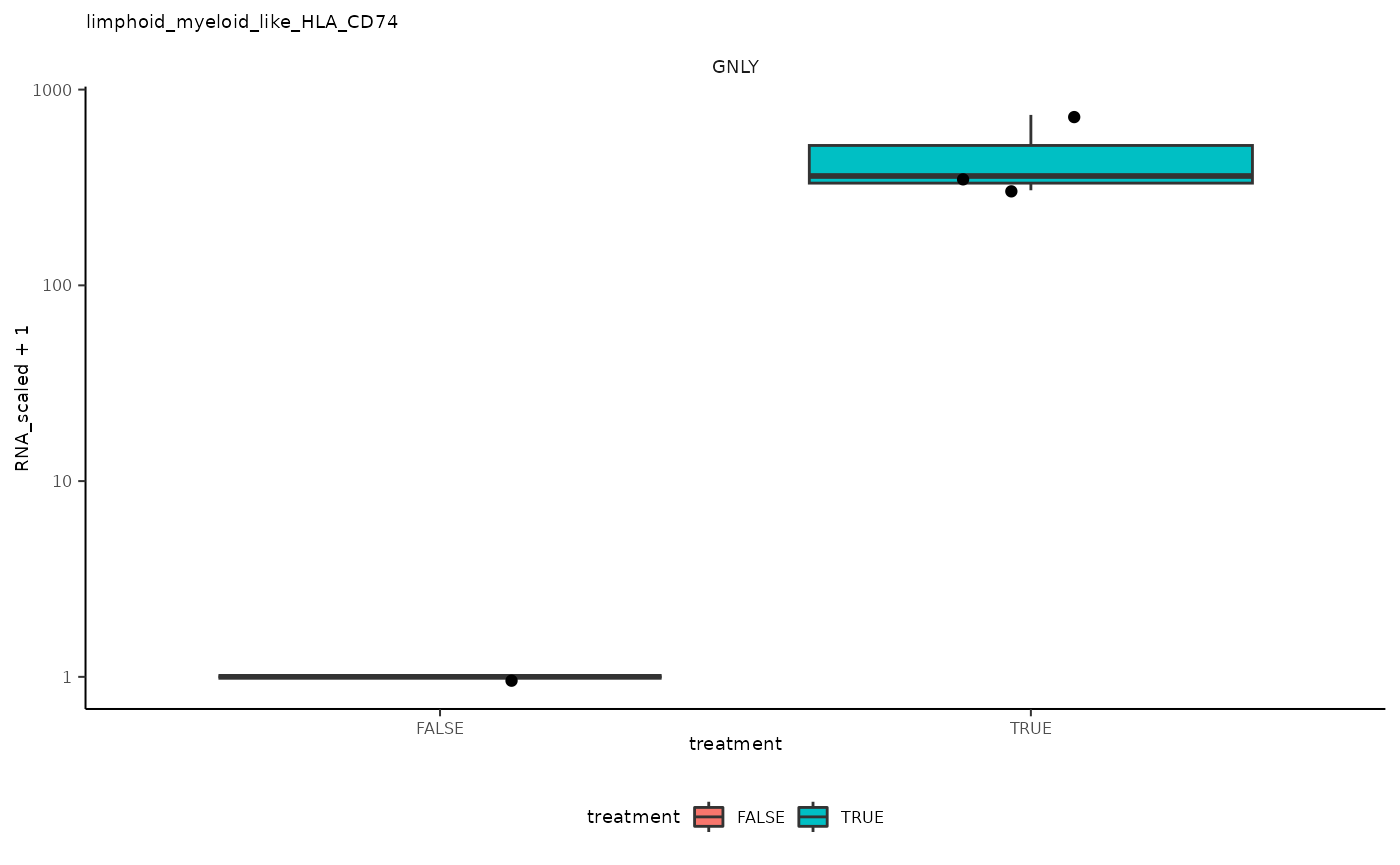 limphoid_myeloid_like_HLA_CD74
GNLY
1000
100
10
1
RNA_scaled + 1
FALSE TRUE
treatment
treatment FALSE TRUE